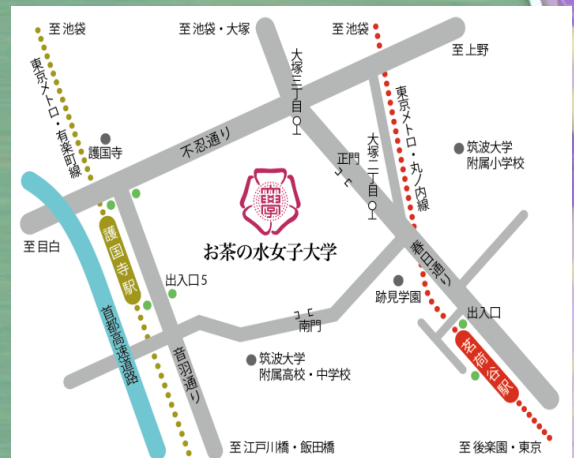 至池袋
至池袋・大塚
至池袋
至上野
東京メトロ・有楽町線
大塚三丁目
東京メトロ・丸ノ内線
護国寺
不忍通り
正門
大塚二丁目
筑波大学
附属小学校
至目白
お茶の水女子大学
春日通り
護国寺駅
出入口5
跡見学園
出入口
首都高速道路
音羽通り
南門
筑波大学
附属高校・中学校
茗荷谷駅
至江戸川橋・飯田橋
至後楽園・東京